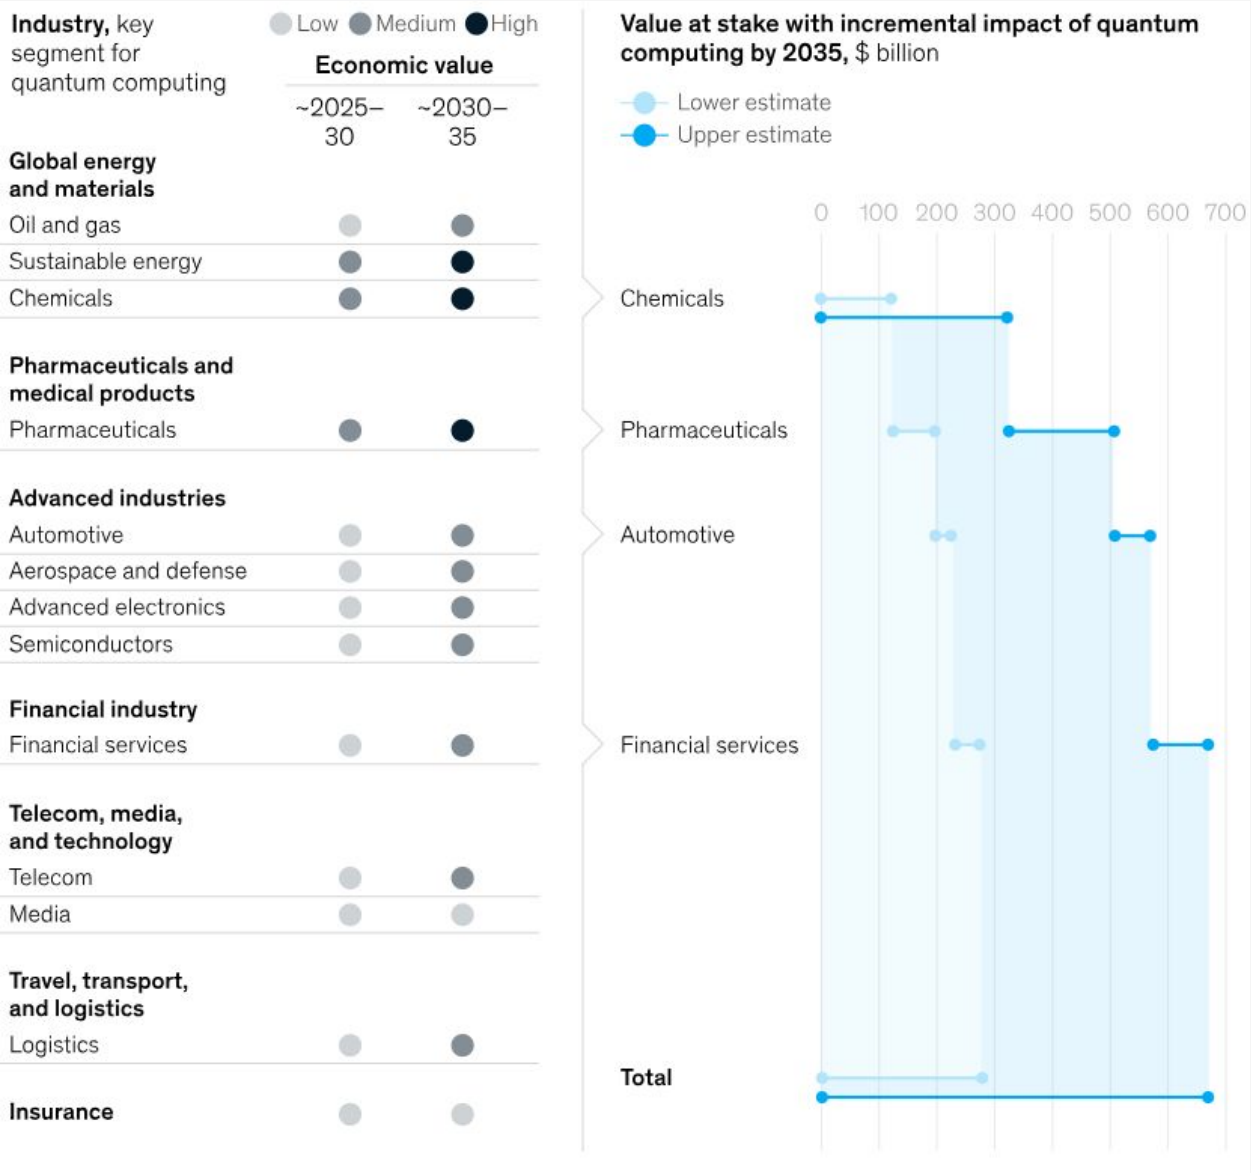 Industry, key
segment for
quantum computing
Low Medium High
Economic value
~2025–
30
~2030–
35
Global energy
and materials
Oil and gas
Sustainable energy
Chemicals
Pharmaceuticals and
medical products
Pharmaceuticals
Advanced industries
Automotive
Aerospace and defense
Advanced electronics
Semiconductors
Financial industry
Financial services
Telecom, media,
and technology
Telecom
Media
Travel, transport,
and logistics
Logistics
Insurance
Value at stake with incremental impact of quantum
computing by 2035, $ billion
Lower estimate
Upper estimate
0 100 200 300 400 500 600 700
Chemicals
Pharmaceuticals
Automotive
Financial services
Total